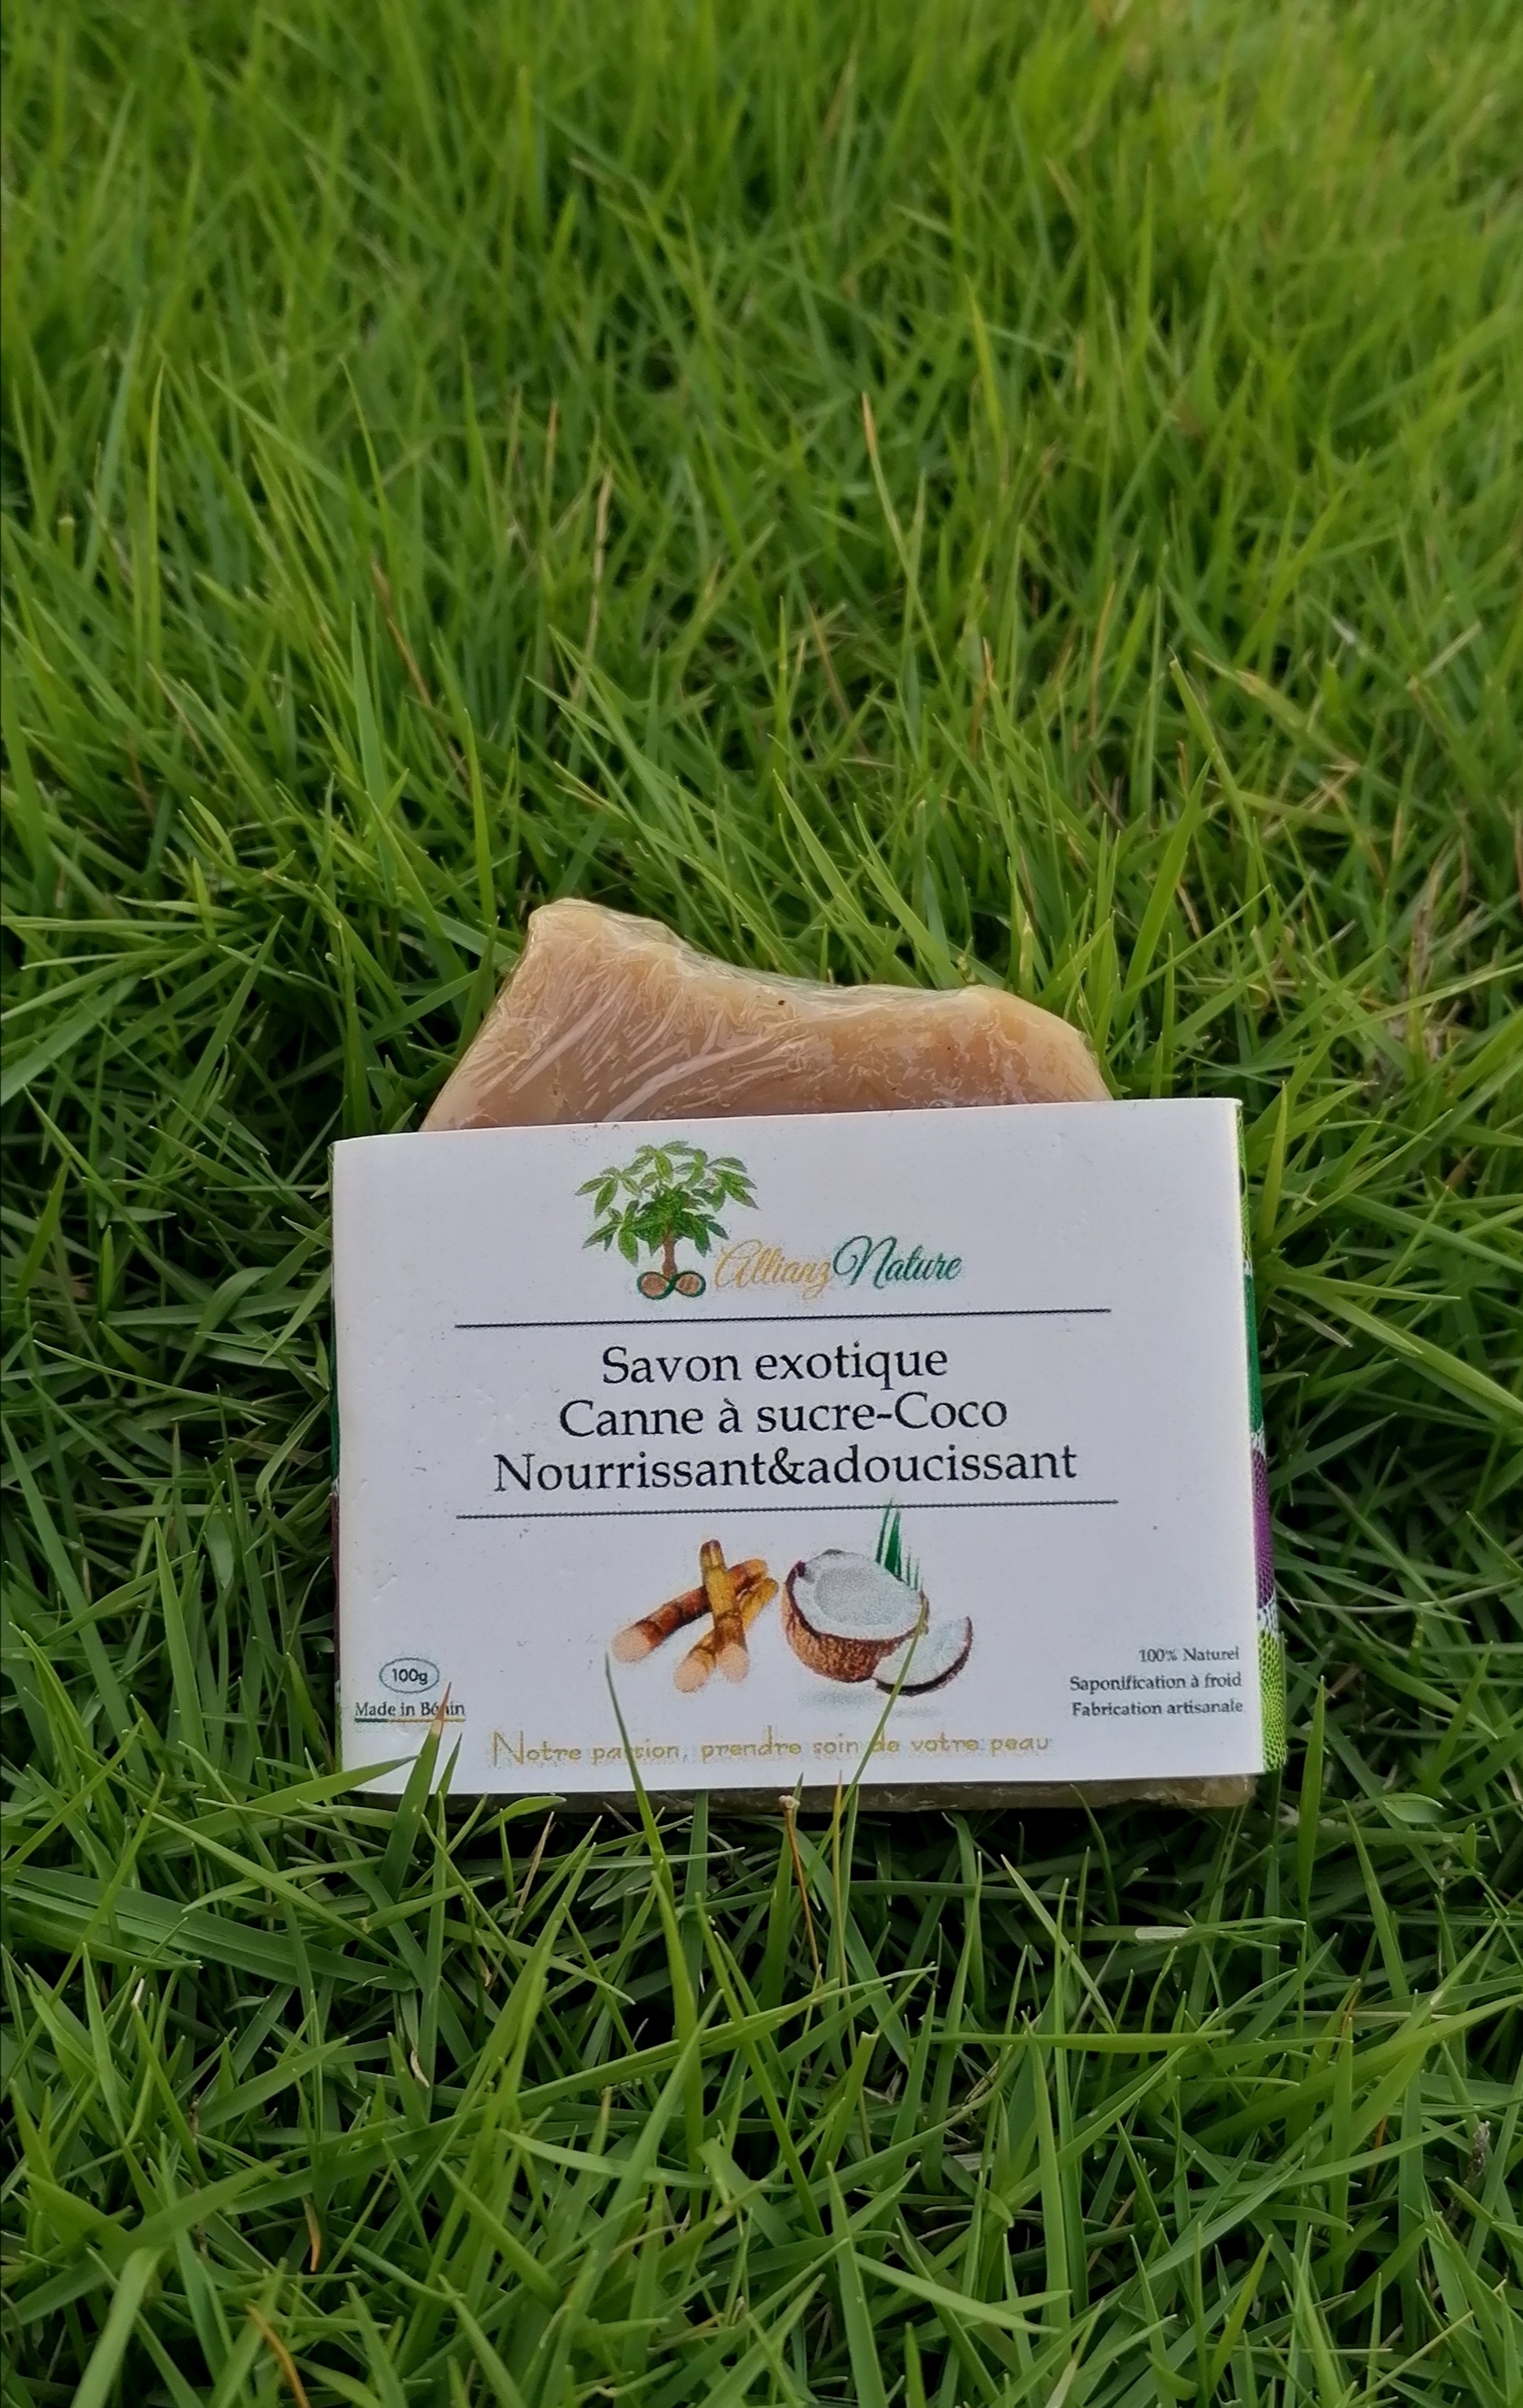 AllianzNature
Savon exotique
Canne à sucre-Coco
Nourrissant&adoucissant
100g
Made in Bénin
100% Naturel
Saponification à froid
Fabrication artisanale
Notre passion, prendre soin de votre peau